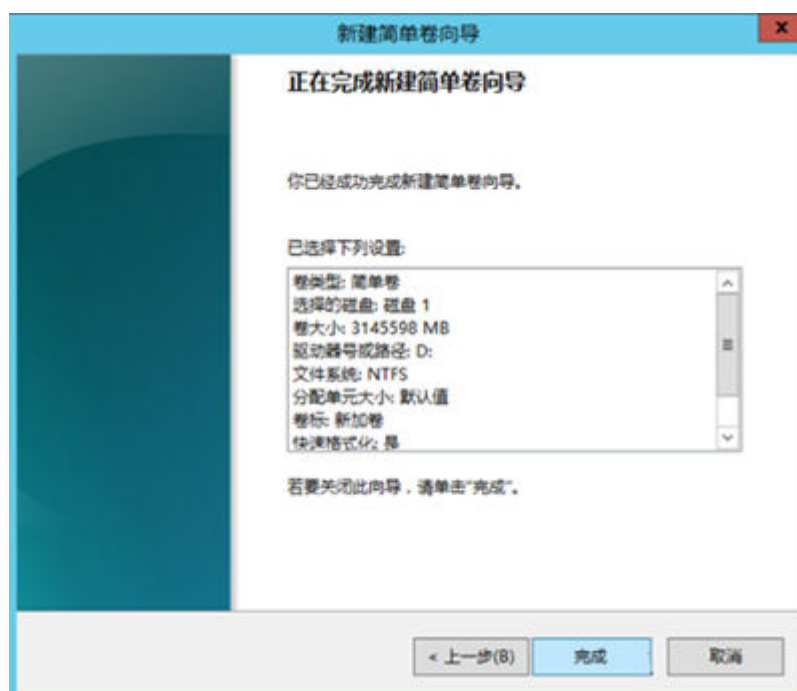 新建简单卷向导
x
正在完成新建简单卷向导
你已经成功完成新建简单卷向导。
已选择下列设置:
卷类型: 简单卷
选择的磁盘: 磁盘 1
卷大小: 3145598 MB
驱动器号或路径: D:
文件系统: NTFS
分配单元大小: 默认值
卷标: 新加卷
快速格式化: 是
若要关闭此向导，请单击"完成"。
< 上一步(B)
完成
取消